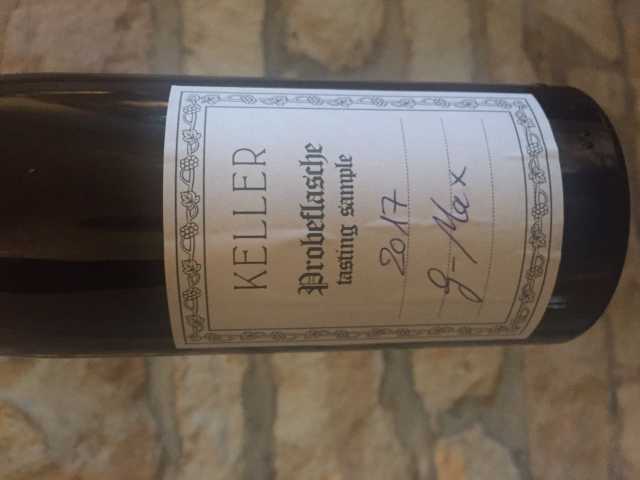 KELLER
Probeflasche
tasting sample
2017
G-Max